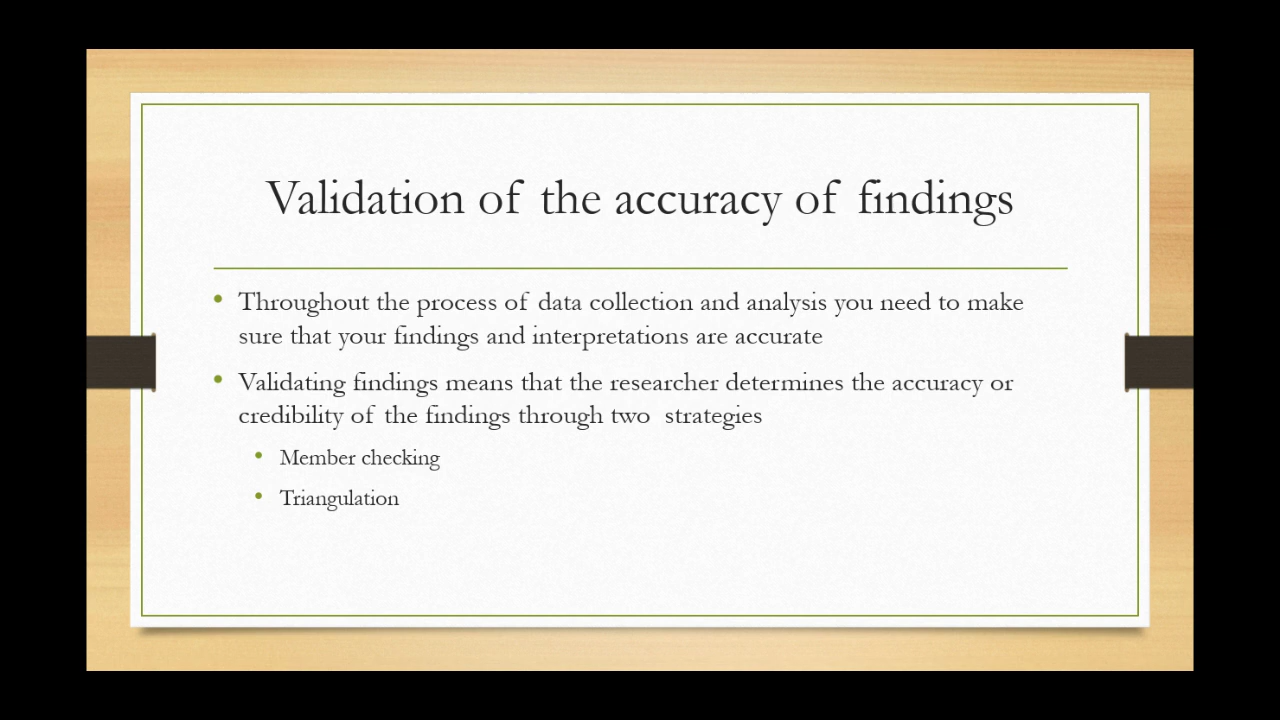 Validation of the accuracy of findings
• Throughout the process of data collection and analysis you need to make
sure that your findings and interpretations are accurate
• Validating findings means that the researcher determines the accuracy or
credibility of the findings through two  strategies
• Member checking
• Triangulation